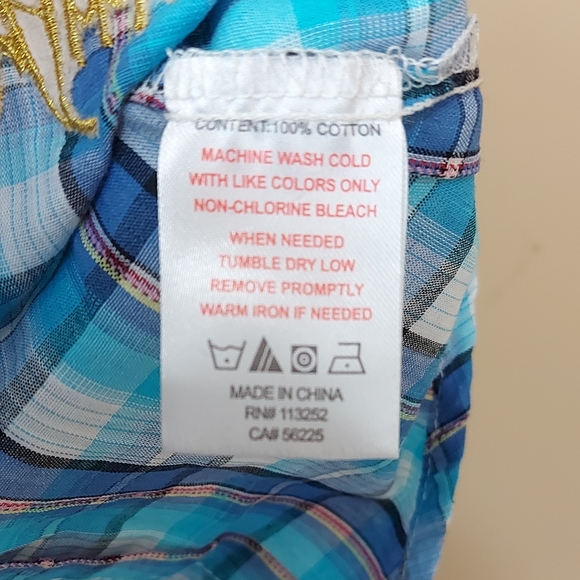 CONTENT:100% COTTON
MACHINE WASH COLD
WITH LIKE COLORS ONLY
NON-CHLORINE BLEACH
WHEN NEEDED
TUMBLE DRY LOW
REMOVE PROMPTLY
WARM IRON IF NEEDED
MADE IN CHINA
RN# 113252
CA# 56225